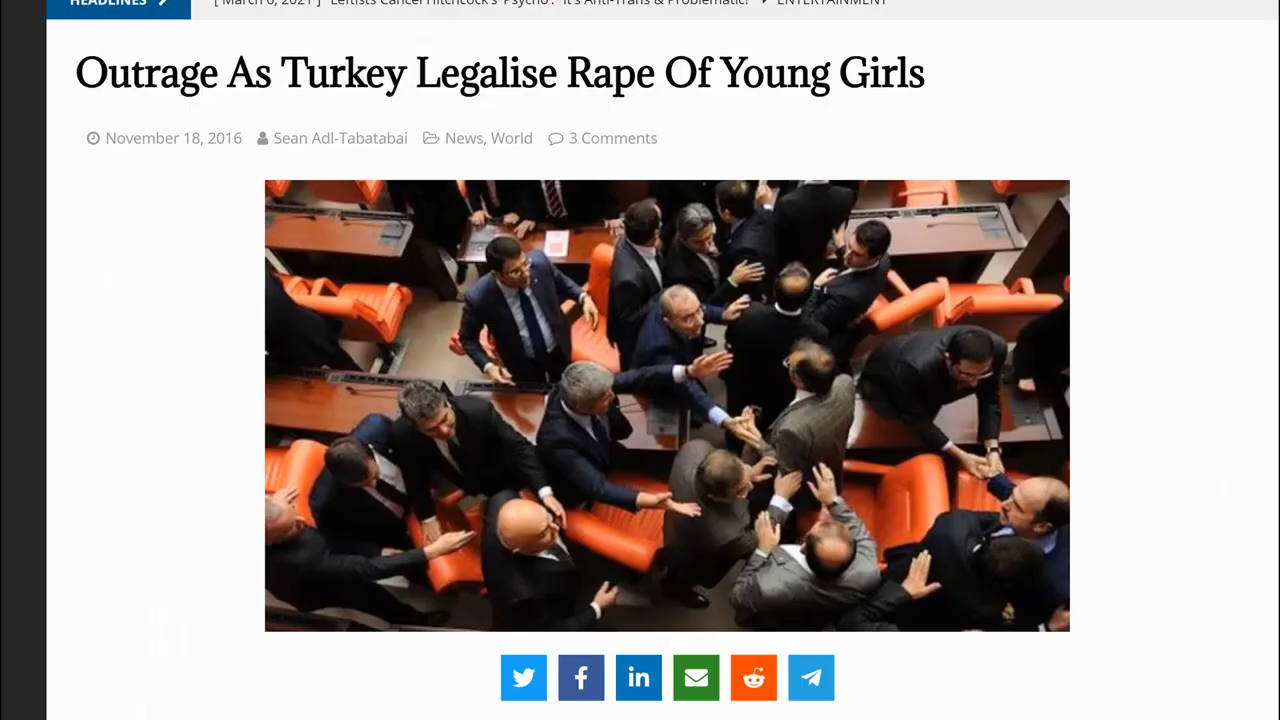 HEADLINES
[ March 6, 2021 ] Leftists Cancel Hitchcock's 'Psycho': 'It's Anti-Trans & Problematic!' ENTERTAINMENT
Outrage As Turkey Legalise Rape Of Young Girls
November 18, 2016 Sean Adl-Tabatabai News, World 3 Comments